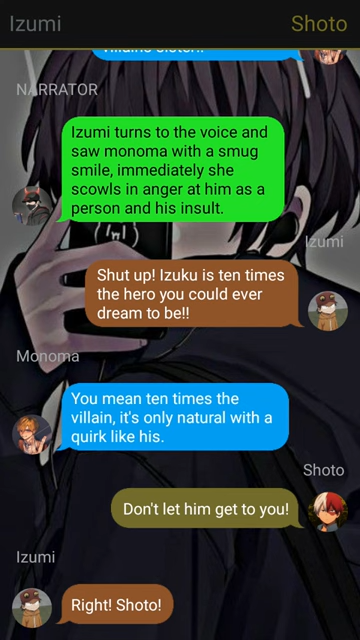 Izumi
Shoto
Villains Sister!!
NARRATOR
Izumi turns to the voice and
saw monoma with a smug
smile, immediately she
scowls in anger at him as a
person and his insult.
Izumi
Shut up! Izuku is ten times
the hero you could ever
dream to be!!
Monoma
You mean ten times the
villain, it's only natural with a
quirk like his.
Shoto
Don't let him get to you!
Izumi
Right! Shoto!